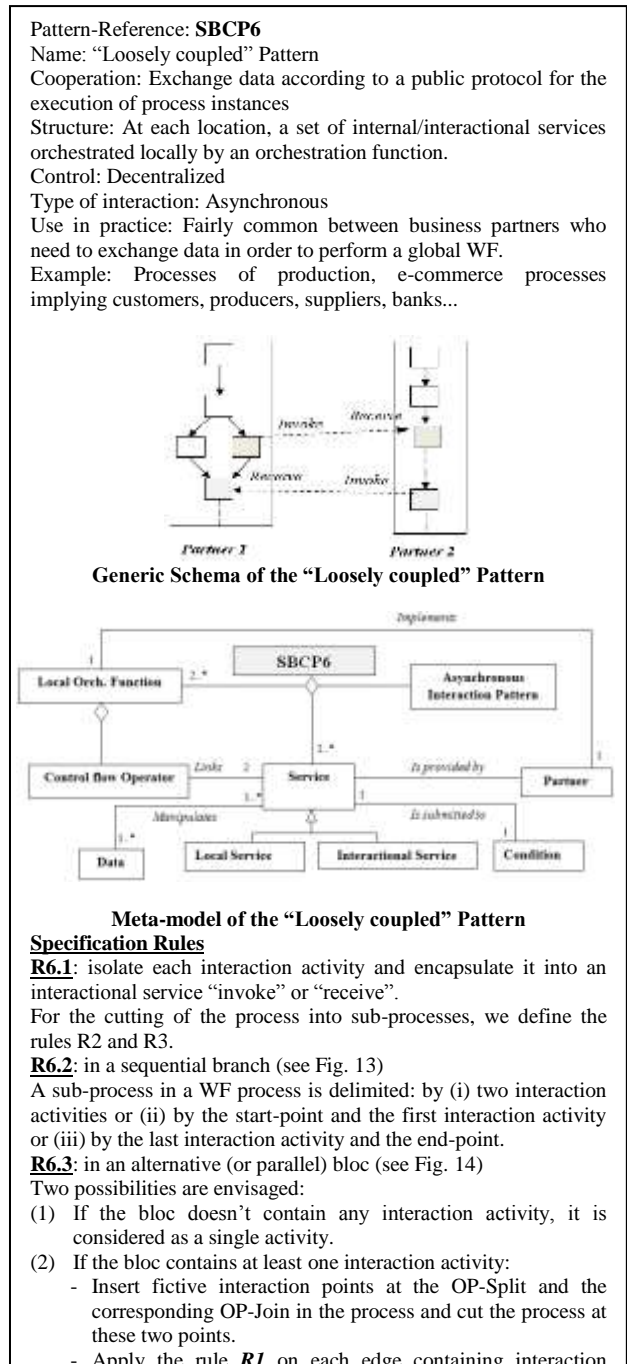 Pattern-Reference: SBCP6
Name: “Loosely coupled” Pattern
Cooperation: Exchange data according to a public protocol for the
execution of process instances
Structure: At each location, a set of internal/interactional services
orchestrated locally by an orchestration function.
Control: Decentralized
Type of interaction: Asynchronous
Use in practice: Fairly common between business partners who
need to exchange data in order to perform a global WF.
Example: Processes of production, e-commerce processes
implying customers, producers, suppliers, banks...
Invoke
Receive
Receive
Invoke
Partner 1
Partner 2
Generic Schema of the “Loosely coupled” Pattern
Implements
1
SBCP6
Local Orch. Function
2..*
Asynchronous
Interaction Pattern
2..*
1
Control flow Operator
Links
2
Service
Is provided by
Partner
1..*
1
Manipulates
Is submitted to
1..*
1
Data
Local Service
Interactional Service
Condition
Meta-model of the “Loosely coupled” Pattern
Specification Rules
R6.1: isolate each interaction activity and encapsulate it into an
interactional service “invoke” or “receive”.
For the cutting of the process into sub-processes, we define the
rules R2 and R3.
R6.2: in a sequential branch (see Fig. 13)
A sub-process in a WF process is delimited: by (i) two interaction
activities or (ii) by the start-point and the first interaction activity
or (iii) by the last interaction activity and the end-point.
R6.3: in an alternative (or parallel) bloc (see Fig. 14)
Two possibilities are envisaged:
(1) If the bloc doesn’t contain any interaction activity, it is
considered as a single activity.
(2) If the bloc contains at least one interaction activity:
- Insert fictive interaction points at the OP-Split and the
corresponding OP-Join in the process and cut the process at
these two points.
- Apply the rule R1 on each edge containing interaction